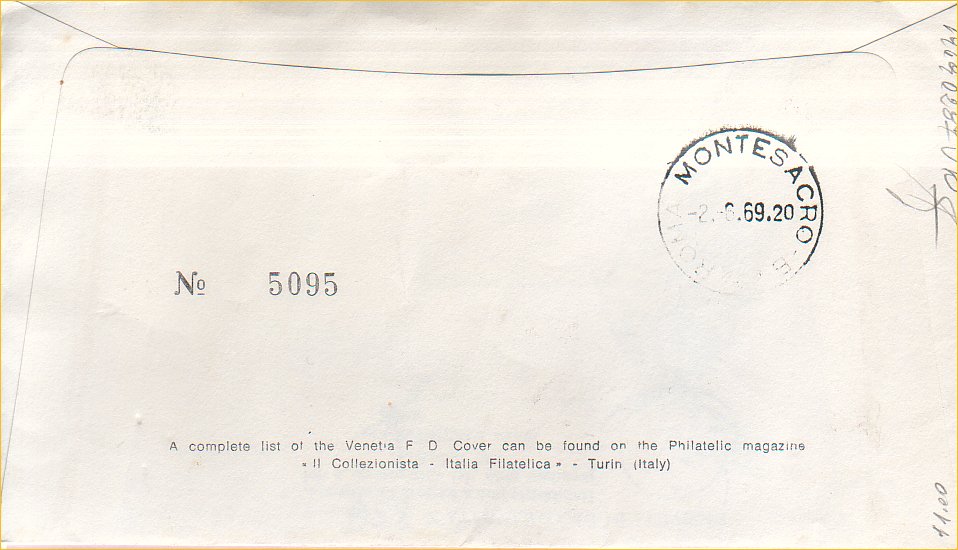 MONTESACRO - B
ROMA
-2.-6.69.20
№ 5095
A complete list of the Venetia F D Cover can be found on the Philatelic magazine
« Il Collezionista - Italia Filatelica » - Turin (Italy)
11.00